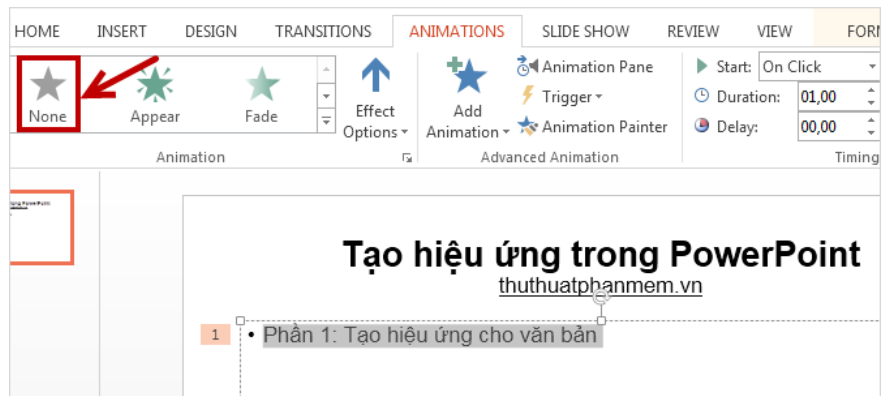 HOME INSERT DESIGN TRANSITIONS ANIMATIONS SLIDE SHOW REVIEW VIEW FOR
None Appear Fade Effect Options Add Animation Animation Pane Start: On Click
Trigger Duration: 01,00
Animation Painter Delay: 00,00
Animation Advanced Animation Timing
Tạo hiệu ứng trong PowerPoint
thuthuatphanmem.vn
1 • Phần 1: Tạo hiệu ứng cho văn bản